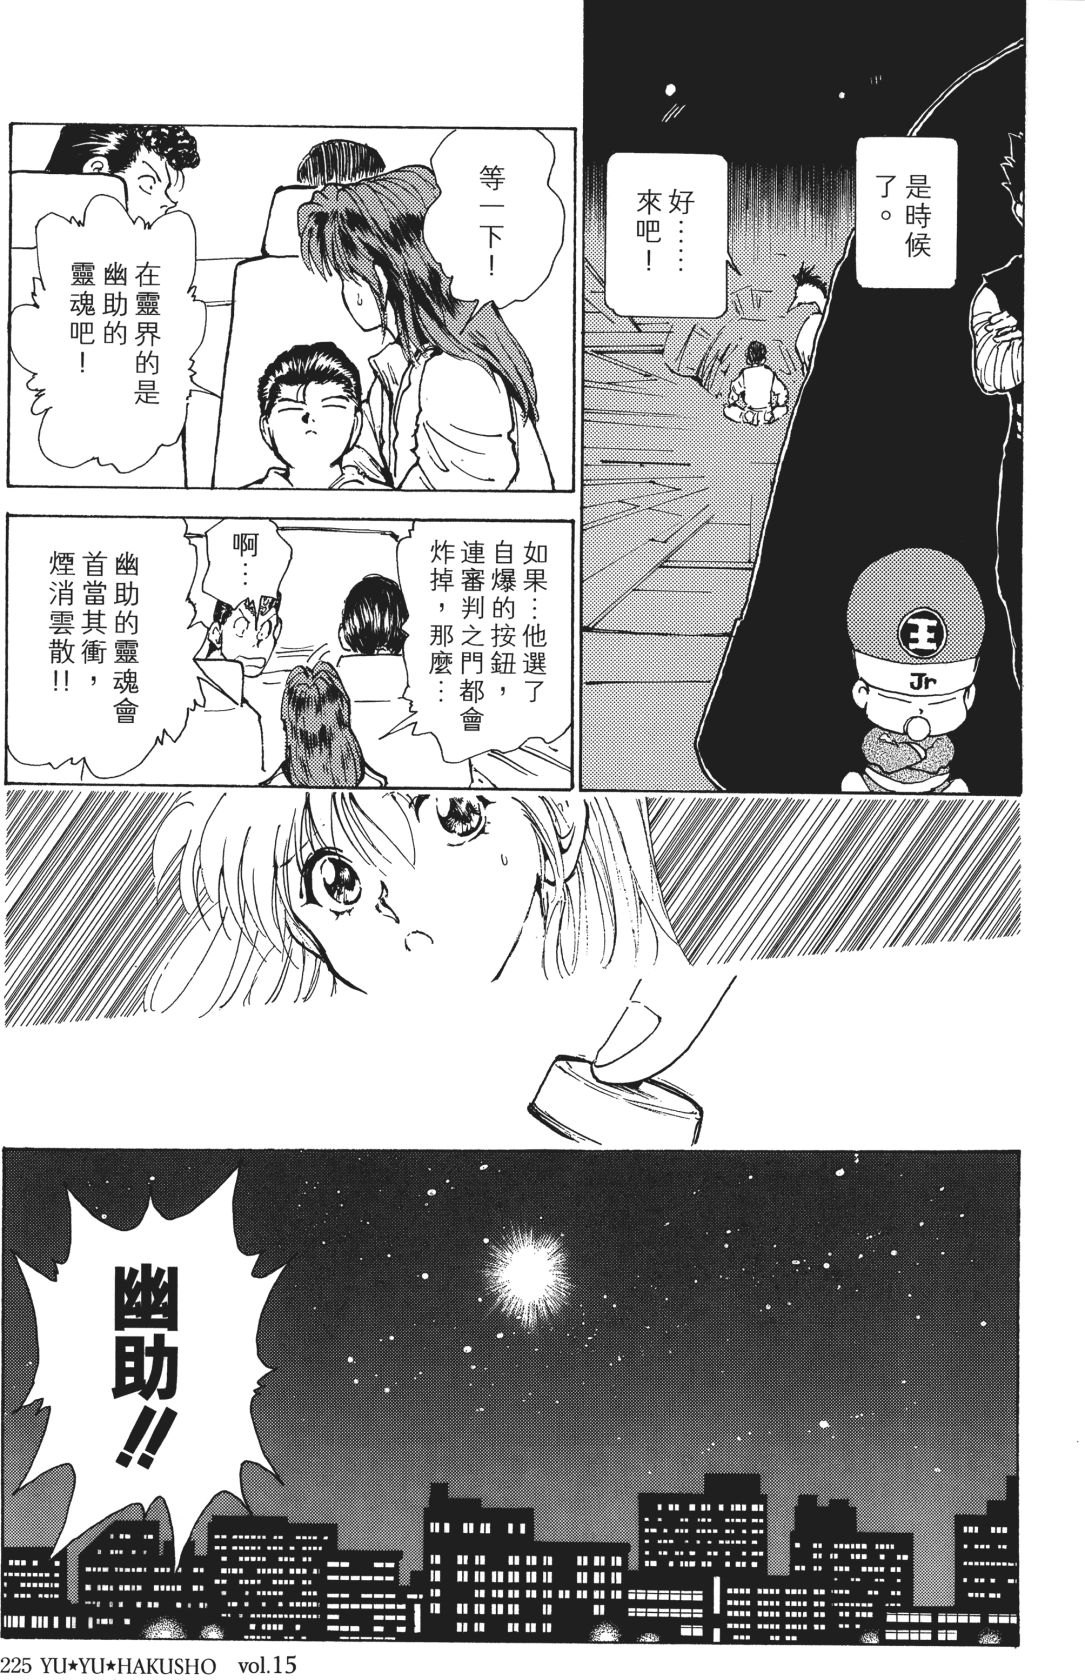 是時候
了。
好……
來吧！
王
Jr
等一下！
在靈界的是
幽助的
靈魂吧！
如果…他選了
自爆的按鈕，
連審判之門都會
炸掉，那麼…
啊…
幽助的靈魂會
首當其衝，
煙消雲散!!
幽助!!
225 YU★YU★HAKUSHO vol.15